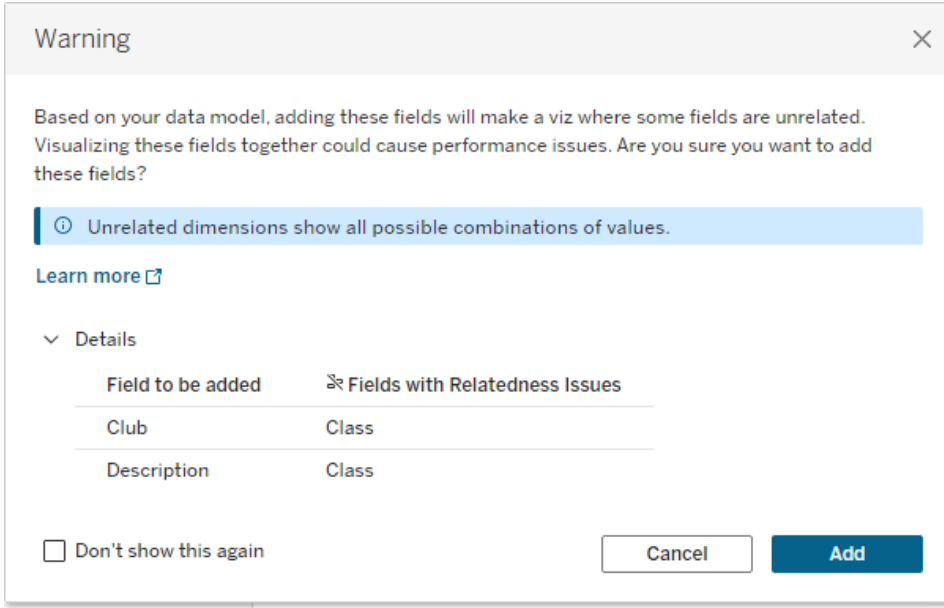 Warning
Based on your data model, adding these fields will make a viz where some fields are unrelated.
Visualizing these fields together could cause performance issues. Are you sure you want to add
these fields?
Unrelated dimensions show all possible combinations of values.
Learn more
Details
Field to be added Fields with Relatedness Issues
Club Class
Description Class
Don't show this again Cancel Add